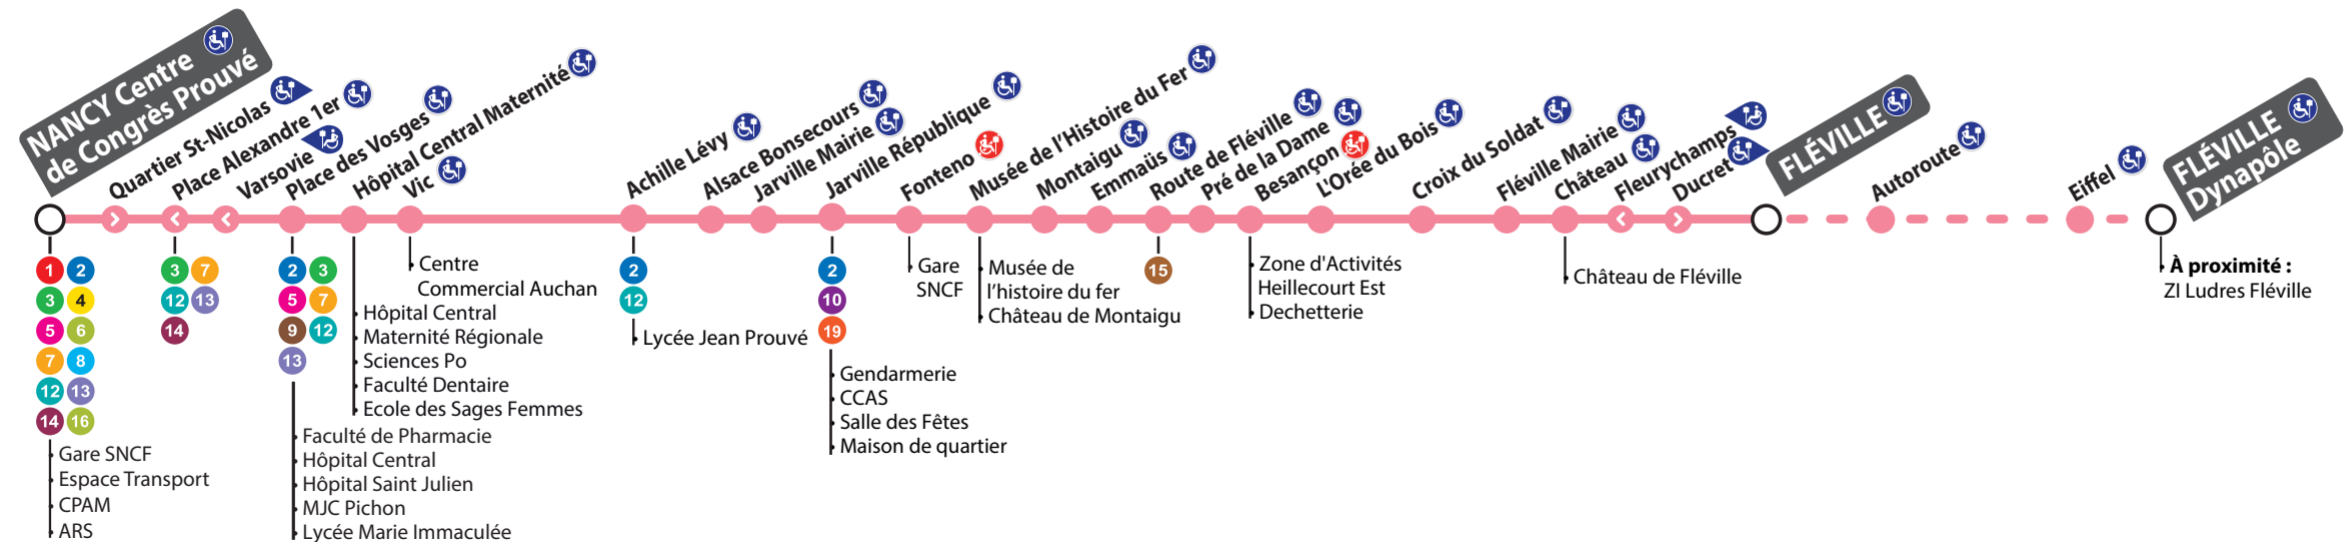 NANCY Centre
de Congrès Prouvé
Quartier St-Nicolas
Place Alexandre 1er
Varsovie
Place des Vosges
Hôpital Central Maternité
Vic
Achille Lévy
Alsace Bonsecours
Jarville Mairie
Jarville République
Fonteno
Musée de l'Histoire du Fer
Montaigu
Emmaüs
Route de Fléville
Pré de la Dame
Besançon
L'Orée du Bois
Croix du Soldat
Fléville Mairie
Château
Fleurychamps
Ducret
FLÉVILLE
Autoroute
Eiffel
FLÉVILLE
Dynapôle
1 2
3 4
5 6
7 8
12 13
14 16
Gare SNCF
Espace Transport
CPAM
ARS
3 7
12 13
14
2 3
5 7
9 12
13
Faculté de Pharmacie
Hôpital Central
Hôpital Saint Julien
MJC Pichon
Lycée Marie Immaculée
Hôpital Central
Maternité Régionale
Sciences Po
Faculté Dentaire
Ecole des Sages Femmes
Centre
Commercial Auchan
2
12
Lycée Jean Prouvé
2
10
19
Gendarmerie
CCAS
Salle des Fêtes
Maison de quartier
Gare
SNCF
Musée de
l'histoire du fer
Château de Montaigu
15
Zone d'Activités
Heillecourt Est
Dechetterie
Château de Fléville
À proximité :
ZI Ludres Fléville